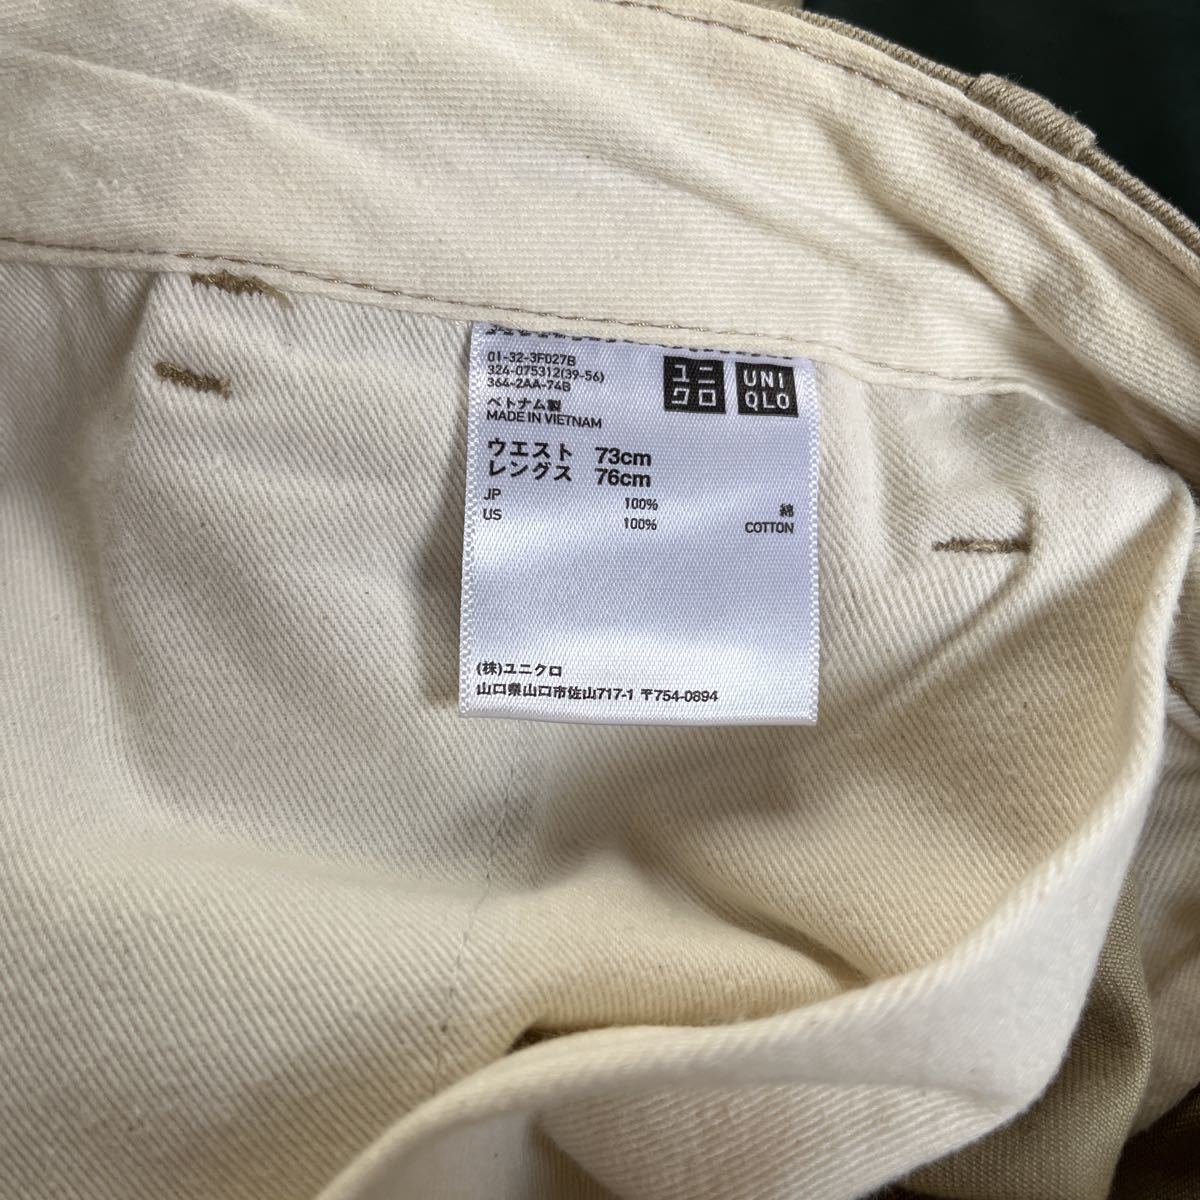 01-32-3F027B
324-075312(39-56)
364-2AA-74B
ベトナム製
MADE IN VIETNAM
ユニ
クロ
UNI
QLO
ウエスト 73cm
レングス 76cm
JP 100% 綿
US 100% COTTON
(株)ユニクロ
山口県山口市佐山717-1 〒754-0894